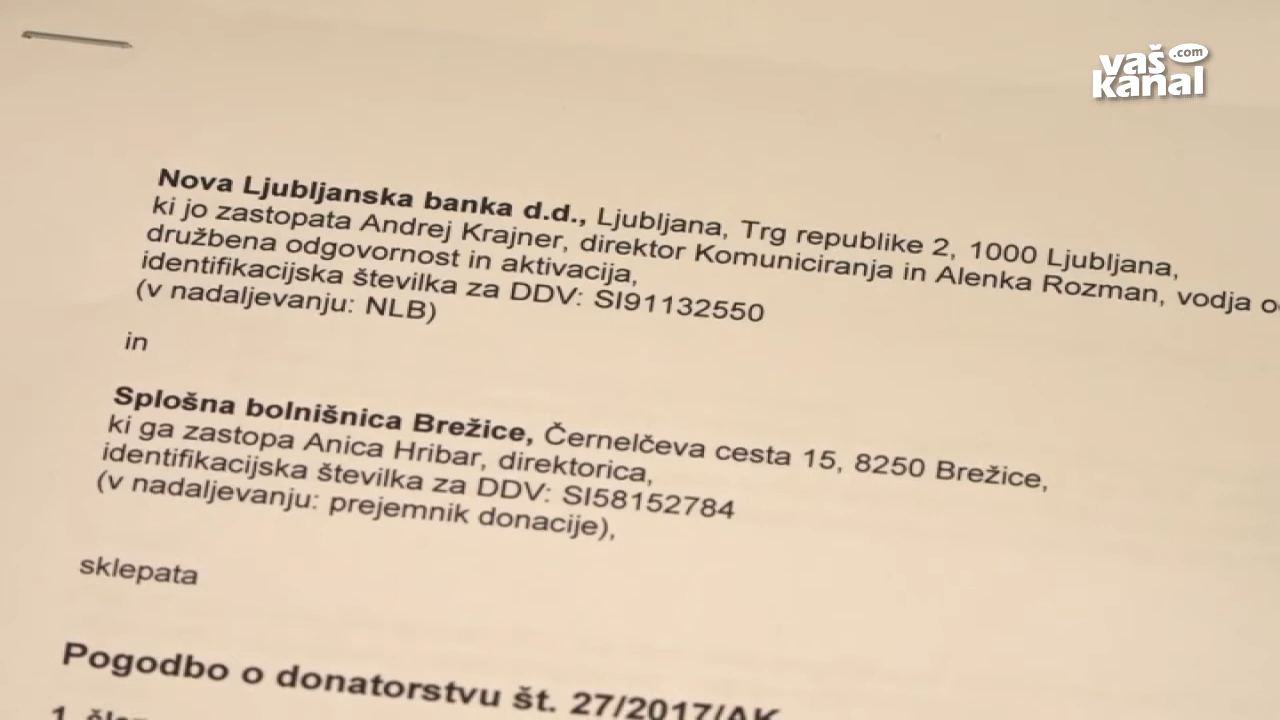 vaš
.com
kanal
Nova Ljubljanska banka d.d., Ljubljana, Trg republike 2, 1000 Ljubljana,
ki jo zastopata Andrej Krajner, direktor Komuniciranja in Alenka Rozman, vodja
družbena odgovornost in aktivacija,
identifikacijska številka za DDV: SI91132550
(v nadaljevanju: NLB)
in
Splošna bolnišnica Brežice, Černelčeva cesta 15, 8250 Brežice,
ki ga zastopa Anica Hribar, direktorica,
identifikacijska številka za DDV: SI58152784
(v nadaljevanju: prejemnik donacije),
sklepata
Pogodbo o donatorstvu št. 27/2017/AK
1.